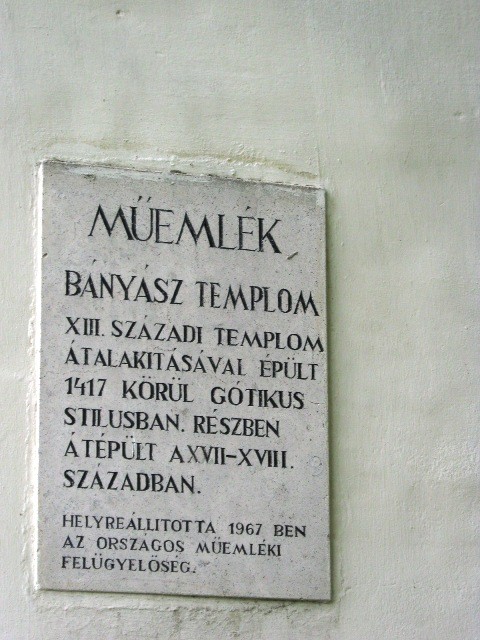 MŰEMLÉK
BÁNYÁSZ TEMPLOM
XIII. SZÁZADI TEMPLOM
ÁTALAKITÁSÁVAL ÉPÜLT
1417 KÖRÜL GÓTIKUS
STILUSBAN. RÉSZBEN
ÁTÉPÜLT A XVII-XVIII.
SZÁZADBAN.
HELYREÁLLITOTTA 1967 BEN
AZ ORSZÁGOS MŰEMLÉKI
FELÜGYELŐSÉG.